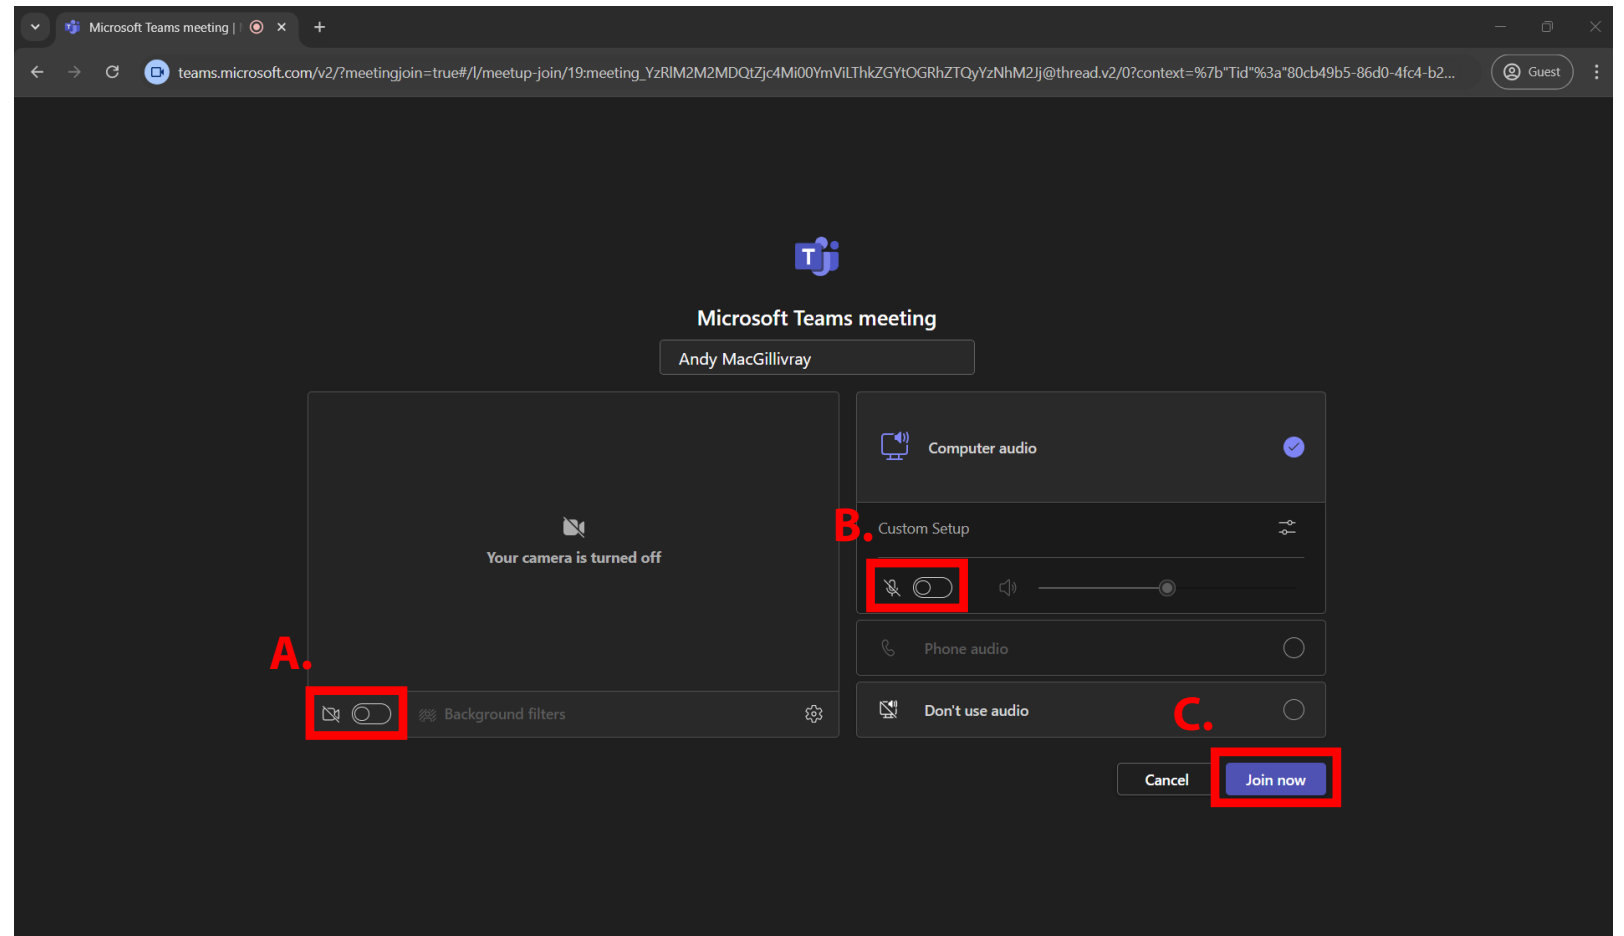 Microsoft Teams meeting |
teams.microsoft.com/v2/?meetingjoin=true#/l/meetup-join/19:meeting_YzRlM2M2MDQtZjc4Mi00YmViLThkZGYtOGRhZTQyYzNhM2Jj@thread.v2/0?context=%7b"Tid"%3a"80cb49b5-86d0-4fc4-b2...
Guest
T
Microsoft Teams meeting
Andy MacGillivray
Computer audio
B.
Custom Setup
Your camera is turned off
A.
Phone audio
Background filters
Don't use audio
C.
Cancel
Join now